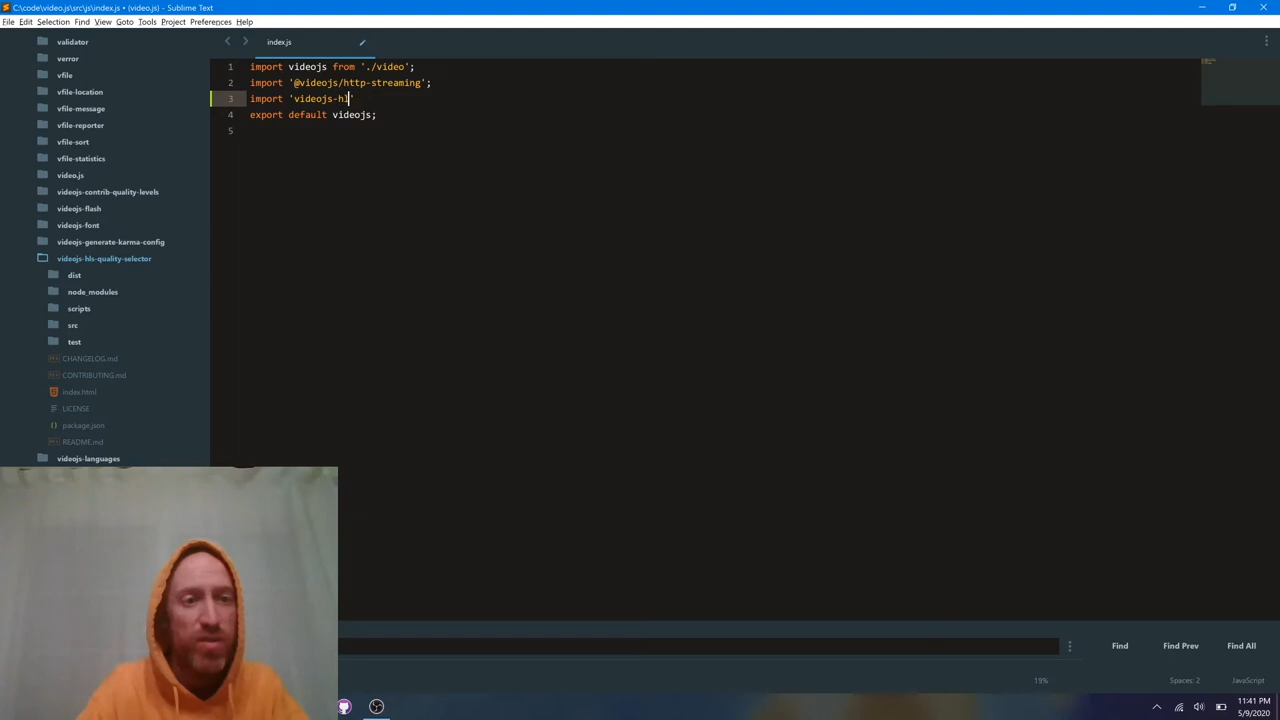 C:\code\video.js\src\js\index.js • (video.js) - Sublime Text
File Edit Selection Find View Goto Tools Project Preferences Help
validator
verror
vfile
vfile-location
vfile-message
vfile-reporter
vfile-sort
vfile-statistics
video.js
videojs-contrib-quality-levels
videojs-flash
videojs-font
videojs-generate-karma-config
videojs-hls-quality-selector
dist
node_modules
scripts
src
test
CHANGELOG.md
CONTRIBUTING.md
index.html
LICENSE
package.json
README.md
videojs-languages
index.js
1 import videojs from './video';
2 import '@videojs/http-streaming';
3 import 'videojs-hl'
4 export default videojs;
5
Find Find Prev Find All
19% Spaces: 2 JavaScript
11:41 PM
5/9/2020